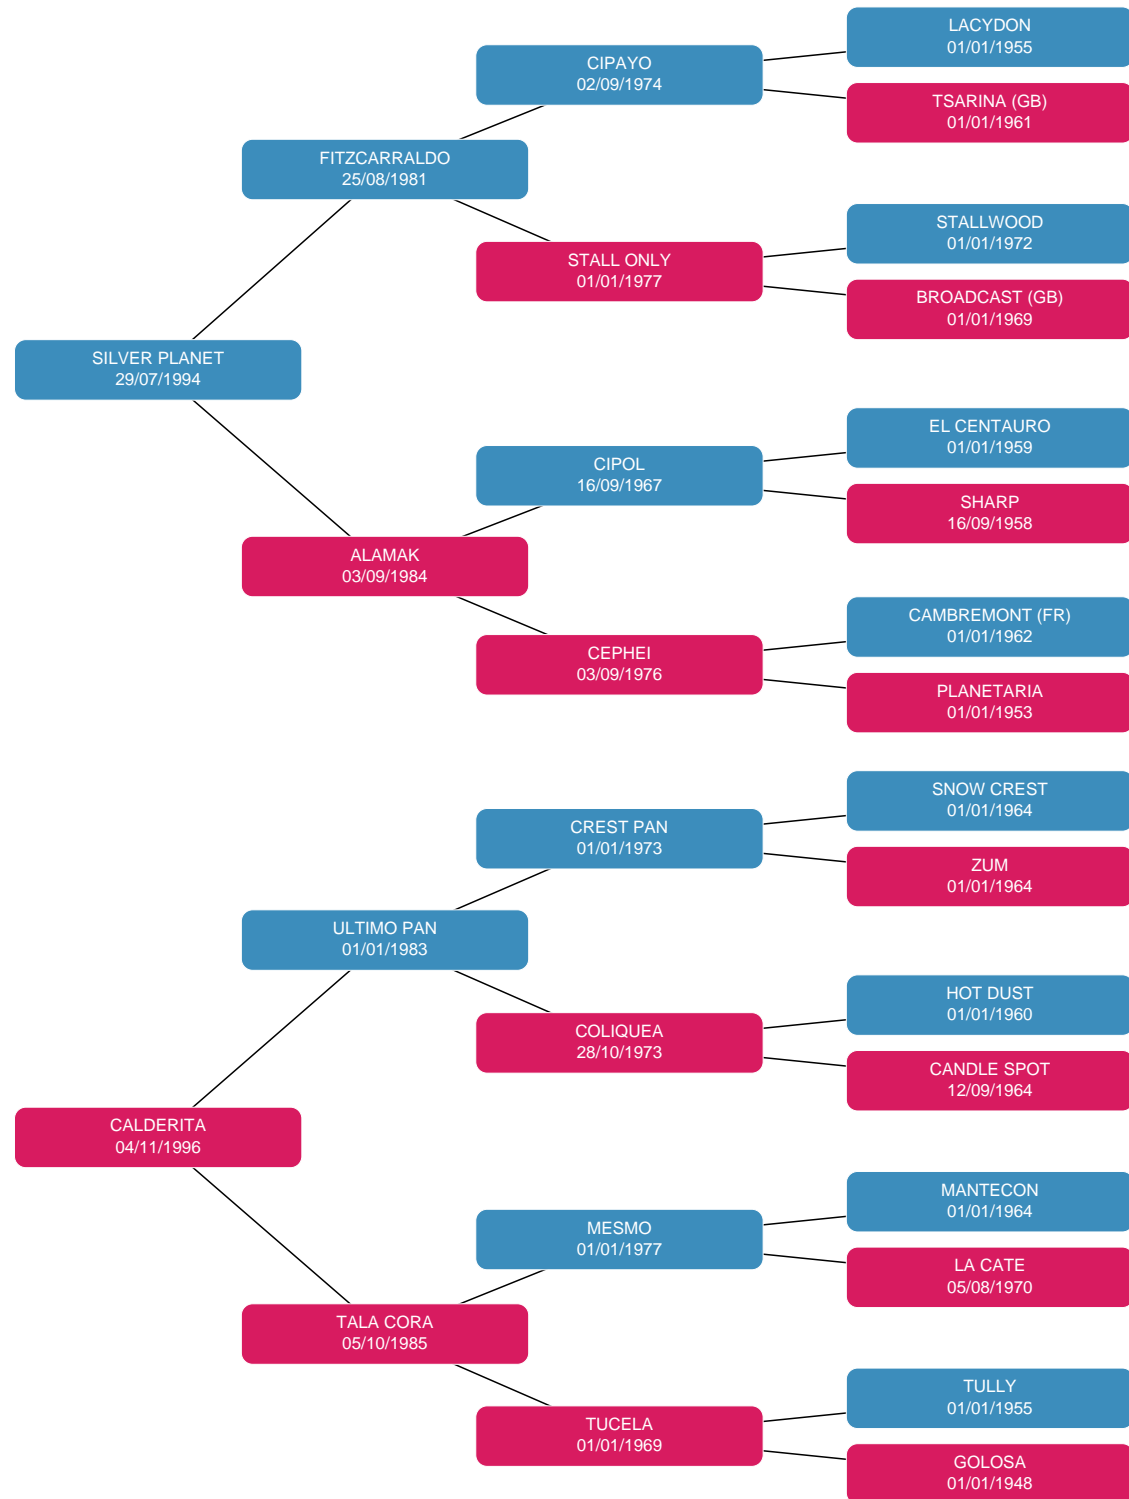 LACYDON
01/01/1955
CIPAYO
02/09/1974
TSARINA (GB)
01/01/1961
FITZCARRALDO
25/08/1981
STALLWOOD
01/01/1972
STALL ONLY
01/01/1977
BROADCAST (GB)
01/01/1969
SILVER PLANET
29/07/1994
EL CENTAURO
01/01/1959
CIPOL
16/09/1967
SHARP
16/09/1958
ALAMAK
03/09/1984
CAMBREMONT (FR)
01/01/1962
CEPHEI
03/09/1976
PLANETARIA
01/01/1953
SNOW CREST
01/01/1964
CREST PAN
01/01/1973
ZUM
01/01/1964
ULTIMO PAN
01/01/1983
HOT DUST
01/01/1960
COLIQUEA
28/10/1973
CANDLE SPOT
12/09/1964
CALDERITA
04/11/1996
MANTECON
01/01/1964
MESMO
01/01/1977
LA CATE
05/08/1970
TALA CORA
05/10/1985
TULLY
01/01/1955
TUCELA
01/01/1969
GOLOSA
01/01/1948